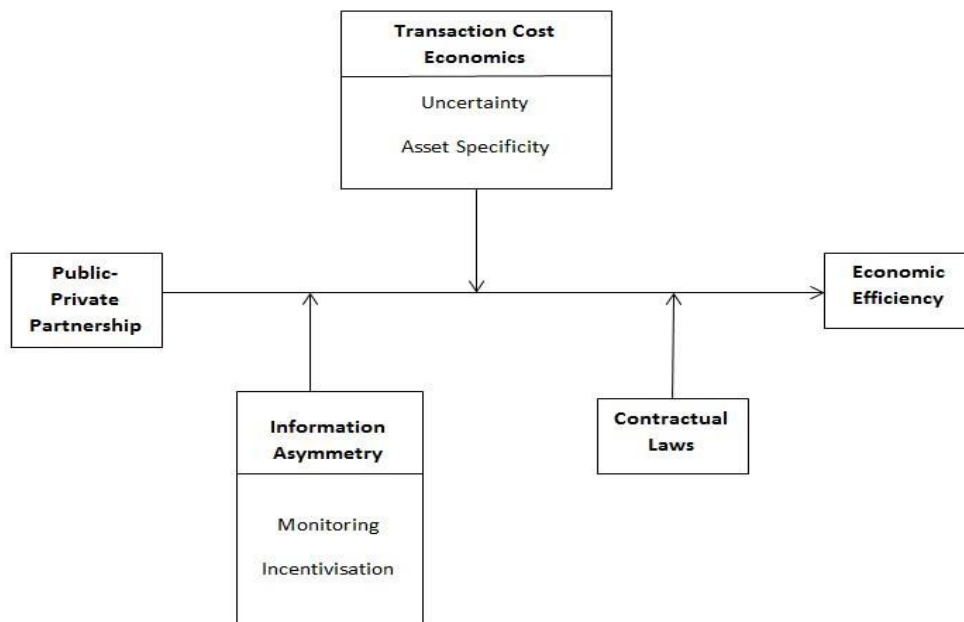 Transaction Cost
Economics
Uncertainty
Asset Specificity
Public-
Private
Partnership
Economic
Efficiency
Information
Asymmetry
Monitoring
Incentivisation
Contractual
Laws